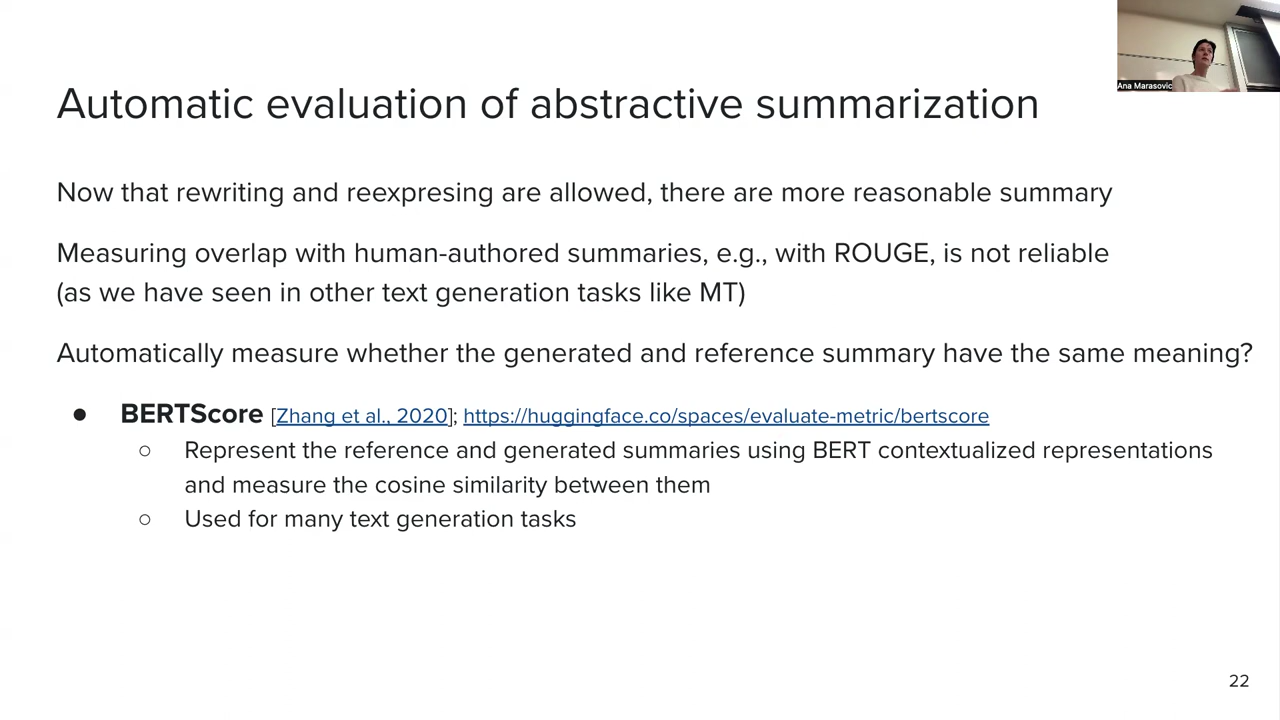 Ana Marasovic
Automatic evaluation of abstractive summarization
Now that rewriting and reexpresing are allowed, there are more reasonable summary
Measuring overlap with human-authored summaries, e.g., with ROUGE, is not reliable
(as we have seen in other text generation tasks like MT)
Automatically measure whether the generated and reference summary have the same meaning?
● BERTScore [Zhang et al., 2020]; https://huggingface.co/spaces/evaluate-metric/bertscore
○ Represent the reference and generated summaries using BERT contextualized representations
and measure the cosine similarity between them
○ Used for many text generation tasks
22